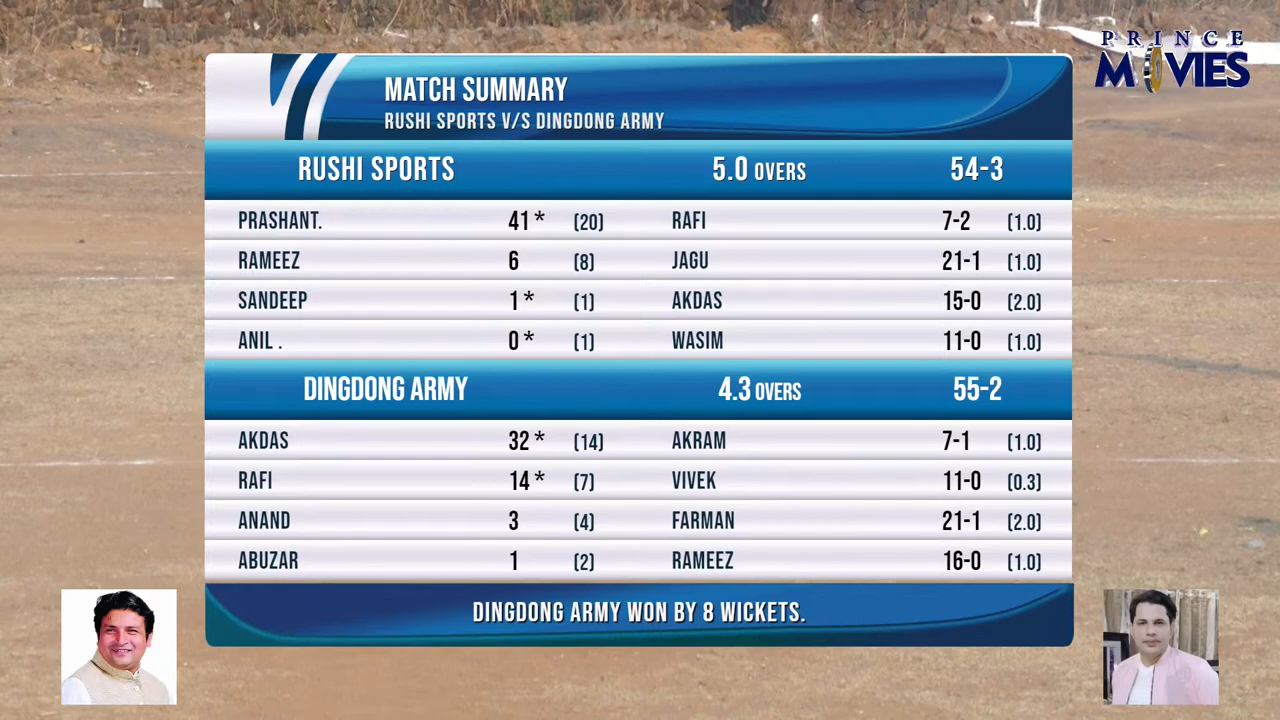 PRINCE
MOVIES
MATCH SUMMARY
RUSHI SPORTS V/S DINGDONG ARMY
RUSHI SPORTS 5.0 OVERS 54-3
PRASHANT. 41 * (20) RAFI 7-2 (1.0)
RAMEEZ 6 (8) JAGU 21-1 (1.0)
SANDEEP 1 * (1) AKDAS 15-0 (2.0)
ANIL . 0 * (1) WASIM 11-0 (1.0)
DINGDONG ARMY 4.3 OVERS 55-2
AKDAS 32 * (14) AKRAM 7-1 (1.0)
RAFI 14 * (7) VIVEK 11-0 (0.3)
ANAND 3 (4) FARMAN 21-1 (2.0)
ABUZAR 1 (2) RAMEEZ 16-0 (1.0)
DINGDONG ARMY WON BY 8 WICKETS.